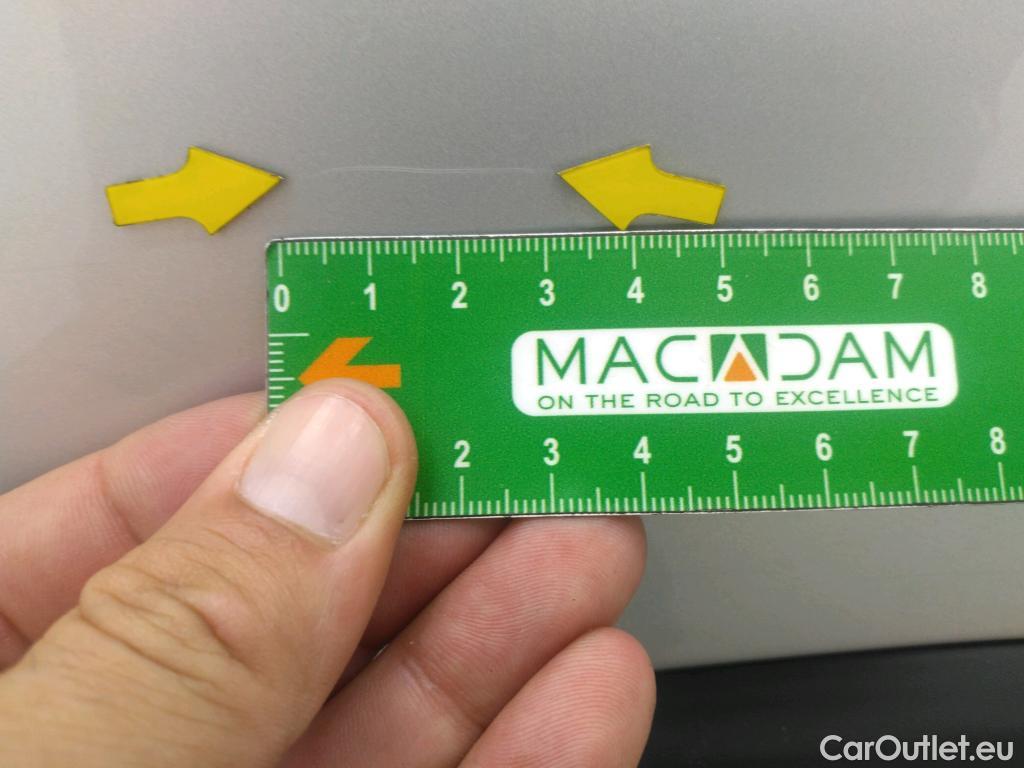 0 1 2 3 4 5 6 7 8
MACADAM
ON THE ROAD TO EXCELLENCE
2 3 4 5 6 7 8
CarOutlet.eu